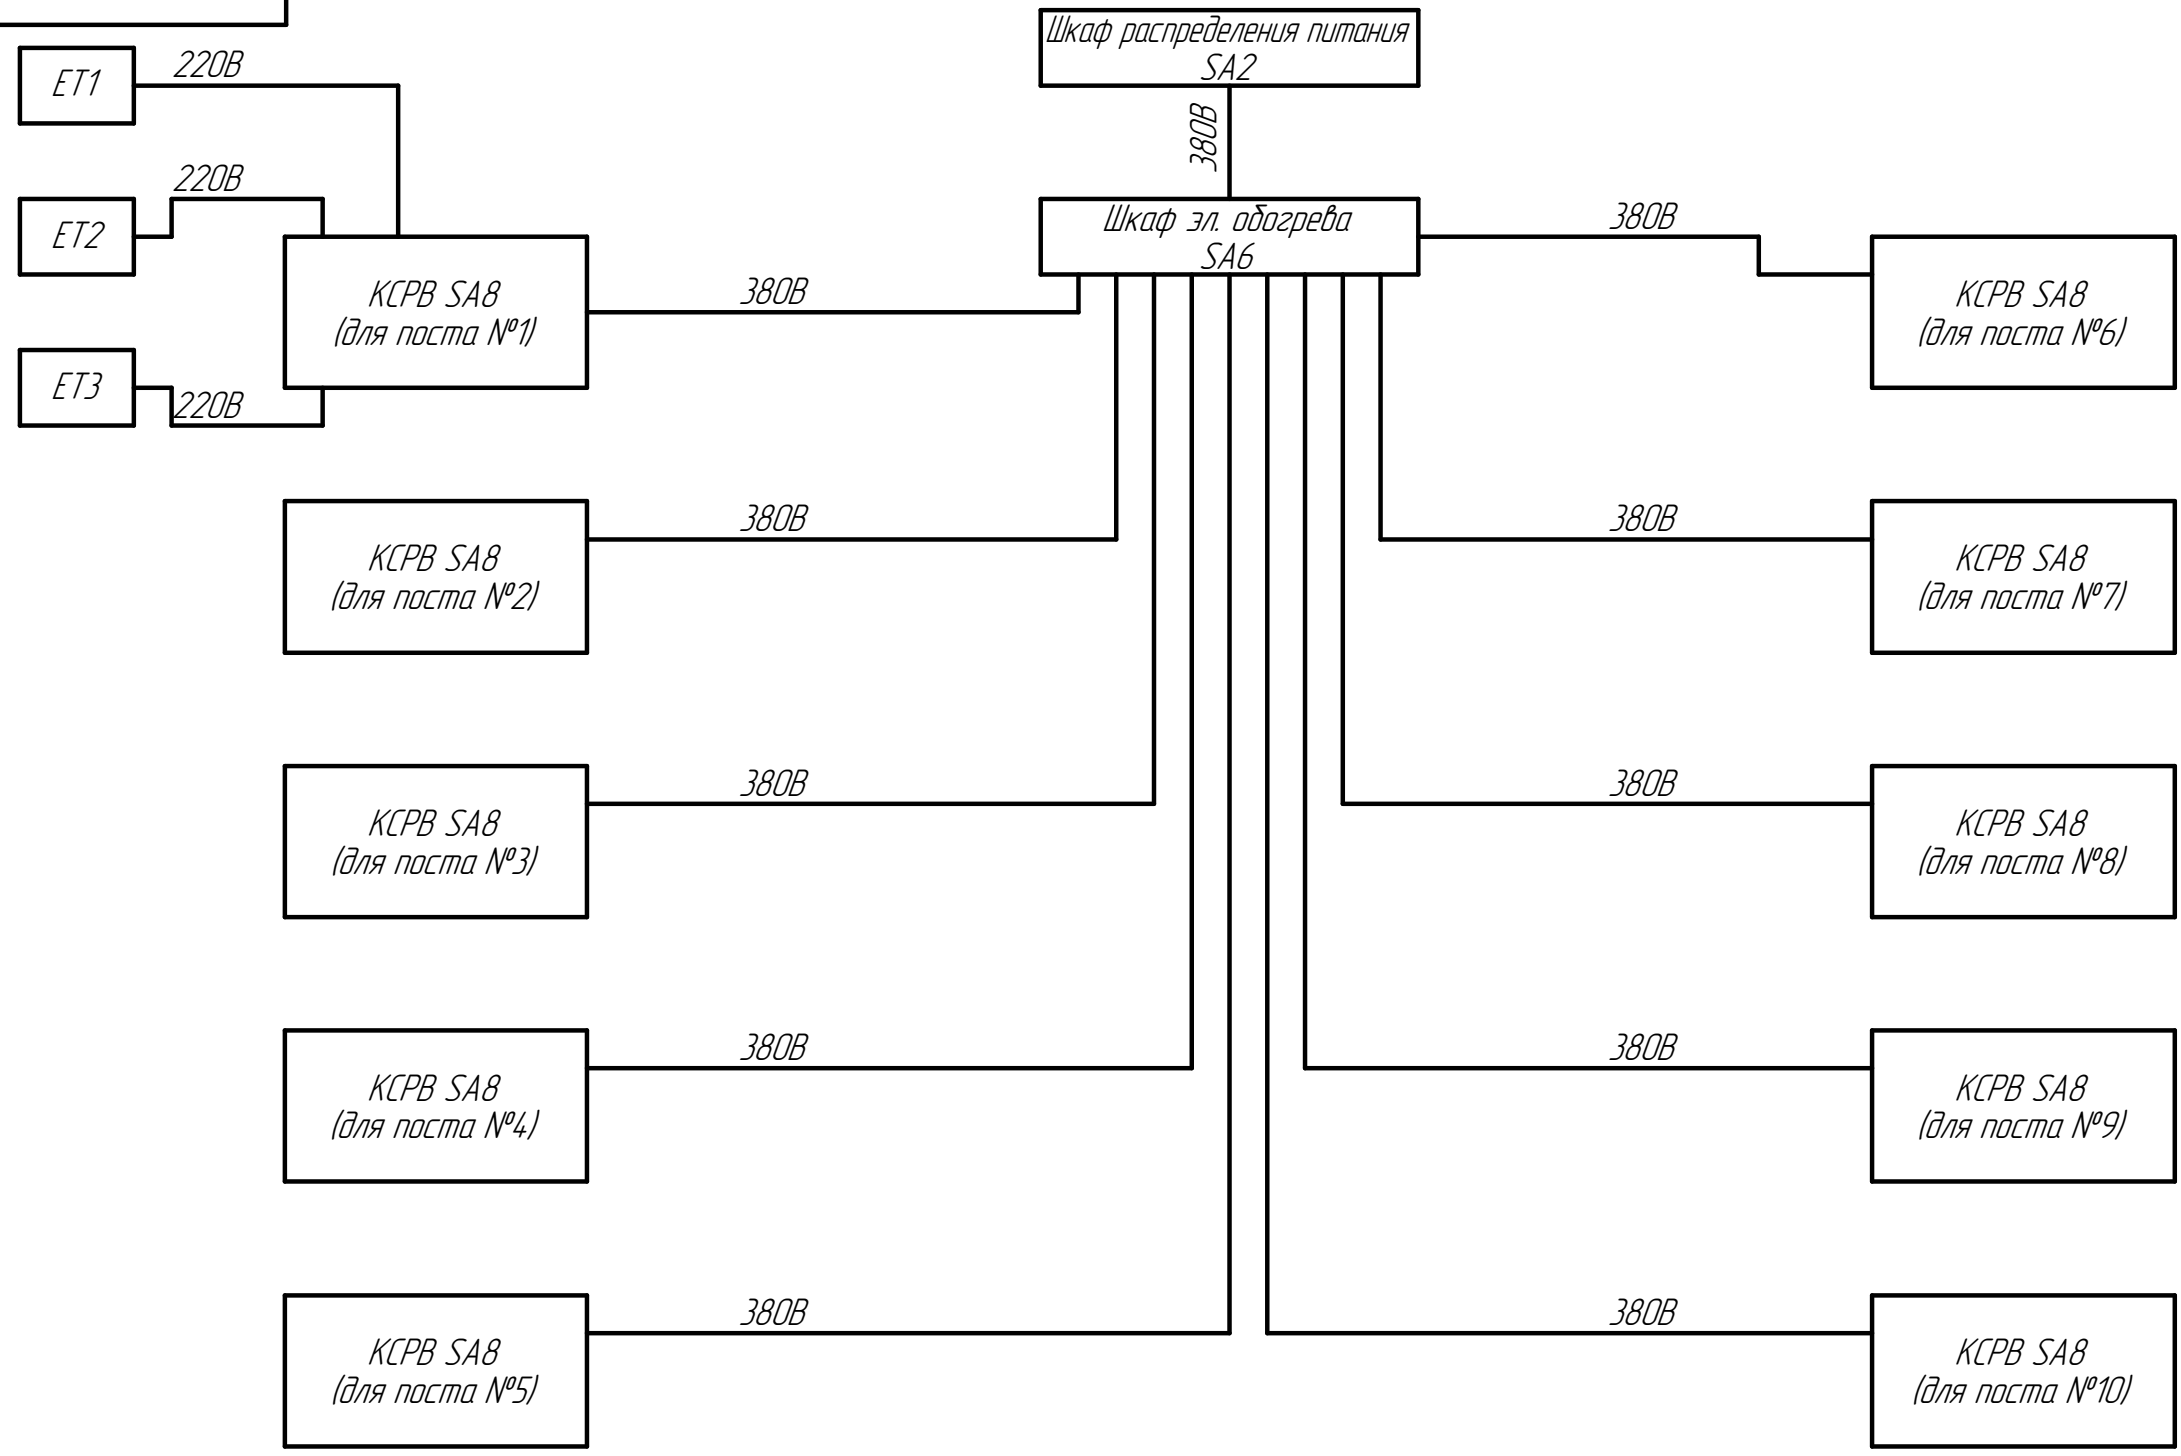 Шкаф распределения питания
SA2
380В
Шкаф эл. обогрева
SA6
ET1
220В
ET2
220В
ET3
220В
КСРВ SA8
(для поста №1)
380В
380В
КСРВ SA8
(для поста №6)
КСРВ SA8
(для поста №2)
380В
380В
КСРВ SA8
(для поста №7)
КСРВ SA8
(для поста №3)
380В
380В
КСРВ SA8
(для поста №8)
КСРВ SA8
(для поста №4)
380В
380В
КСРВ SA8
(для поста №9)
КСРВ SA8
(для поста №5)
380В
380В
КСРВ SA8
(для поста №10)